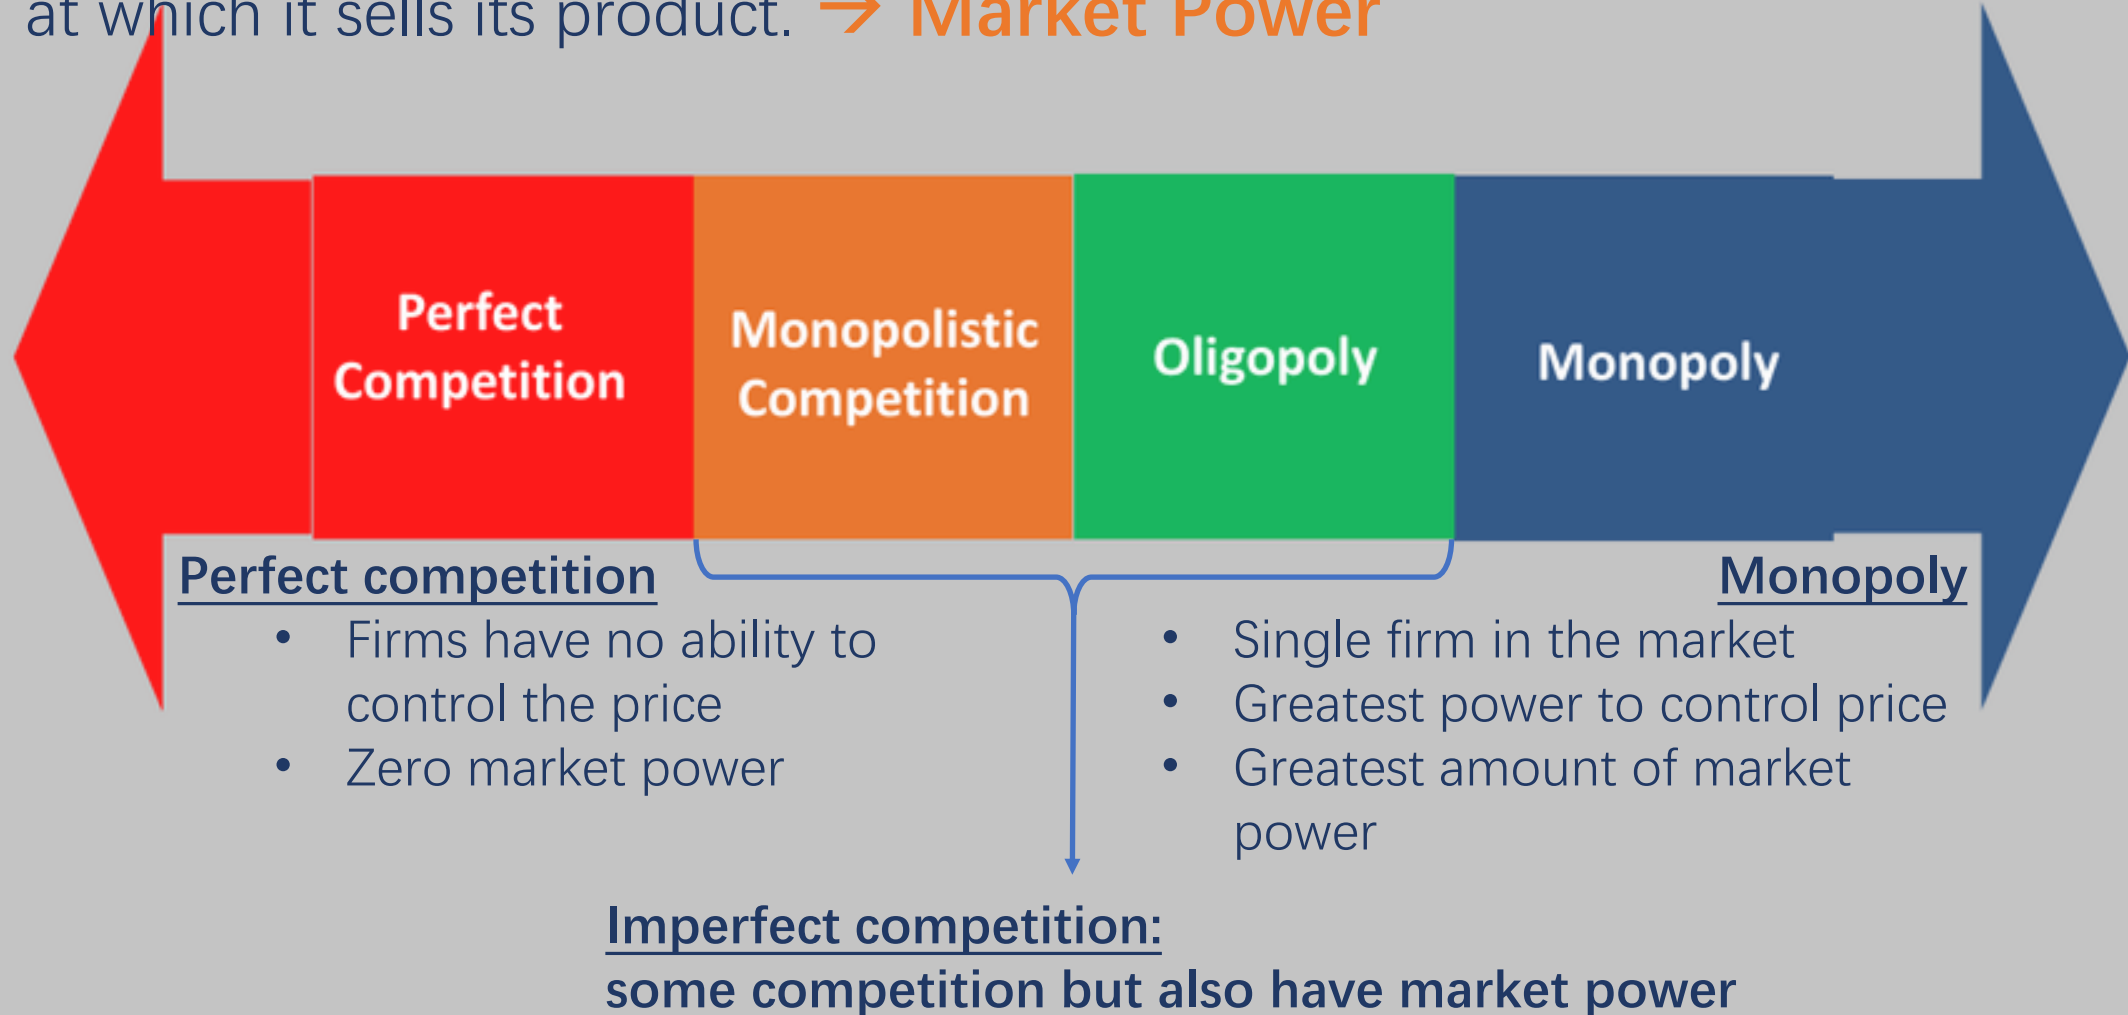 at which it sells its product. → Market Power
Perfect
Competition
Monopolistic
Competition
Oligopoly
Monopoly
Perfect competition
• Firms have no ability to
control the price
• Zero market power
Monopoly
• Single firm in the market
• Greatest power to control price
• Greatest amount of market
power
Imperfect competition:
some competition but also have market power